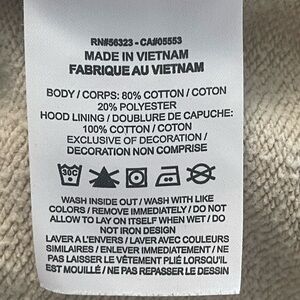 RN#56323 - CA#05553
MADE IN VIETNAM
FABRIQUE AU VIETNAM
BODY / CORPS: 80% COTTON / COTON
20% POLYESTER
HOOD LINING / DOUBLURE DE CAPUCHE:
100% COTTON / COTON
EXCLUSIVE OF DECORATION /
DECORATION NON COMPRISE
30C
WASH INSIDE OUT / WASH WITH LIKE
COLORS / REMOVE IMMEDIATELY / DO NOT
ALLOW TO LAY ON ITSELF WHEN WET / DO
NOT IRON DESIGN
LAVER A L'ENVERS / LAVER AVEC COULEURS
SIMILAIRES / ENLEVER IMMEDIATEMENT / NE
PAS LAISSER LE VÊTEMENT PLIÉ LORSQU'IL
EST MOUILLÉ / NE PAS REPASSER LE DESSIN